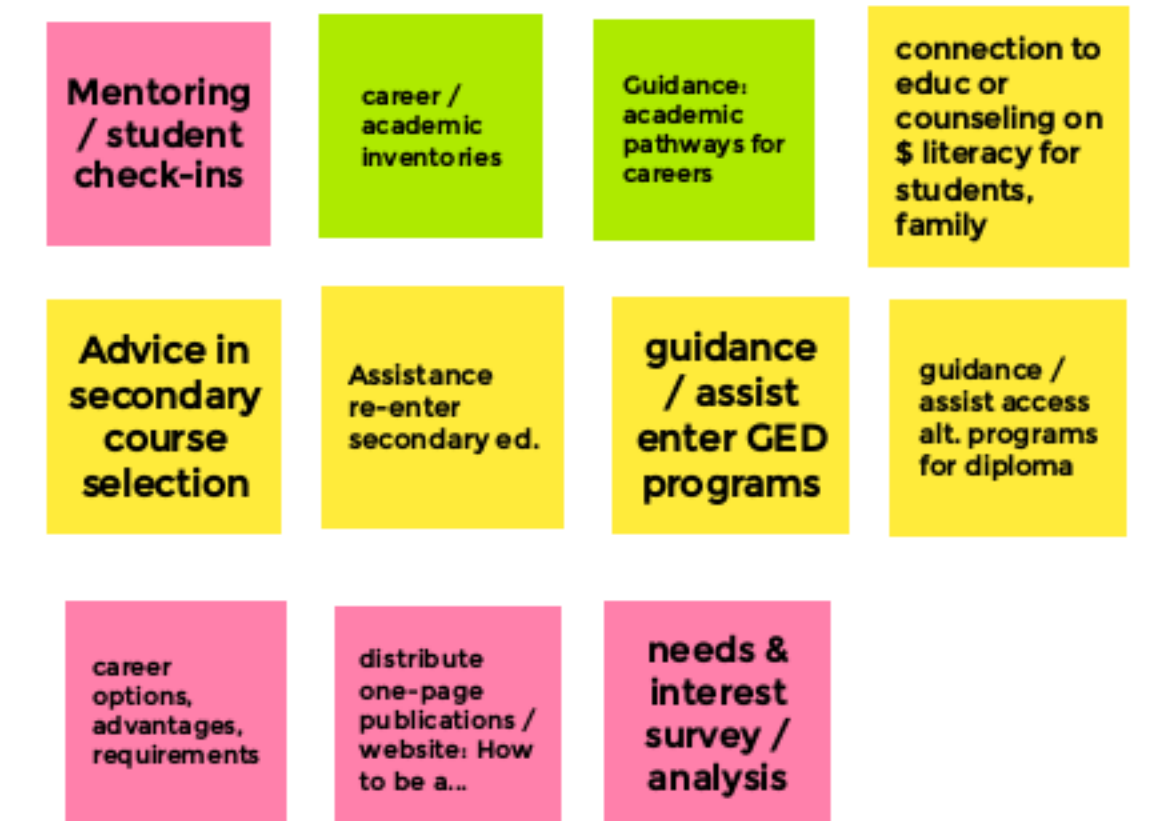 Mentoring
/ student
check-ins
career /
academic
inventories
Guidance:
academic
pathways for
careers
connection to
educ or
counseling on
$ literacy for
students,
family
Advice in
secondary
course
selection
Assistance
re-enter
secondary ed.
guidance
/ assist
enter GED
programs
guidance /
assist access
alt. programs
for diploma
career
options,
advantages,
requirements
distribute
one-page
publications /
website: How
to be a...
needs &
interest
survey /
analysis